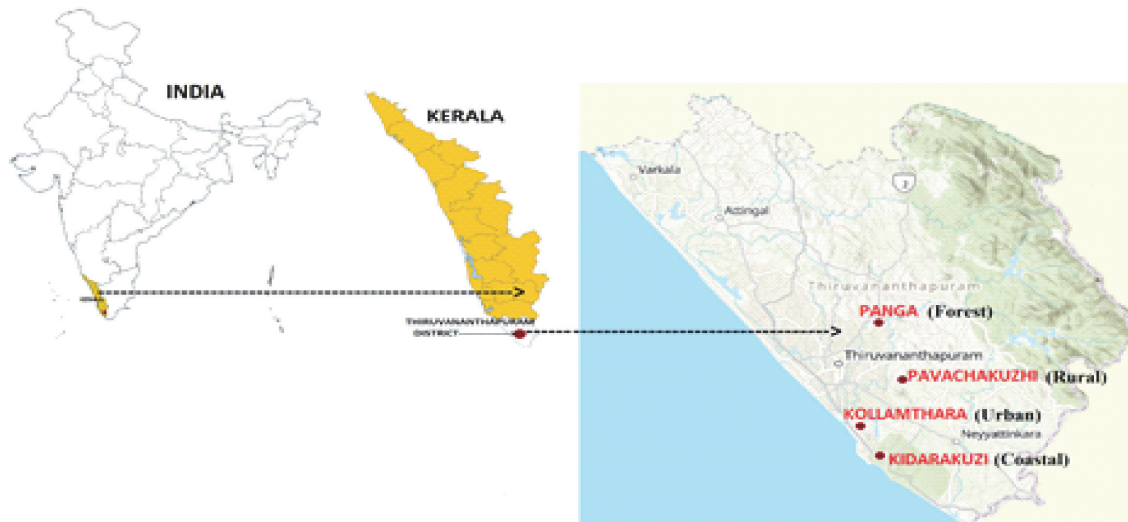 INDIA
KERALA
THIRUVANANTHAPURAM
DISTRICT
Varkala
Attingal
Thiruvananthapuram
PANGA (Forest)
Thiruvananthapuram
PAVACHAKUZHI (Rural)
KOLLAMTHARA (Urban)
Neyyattinkara
KIDARAKUZI (Coastal)